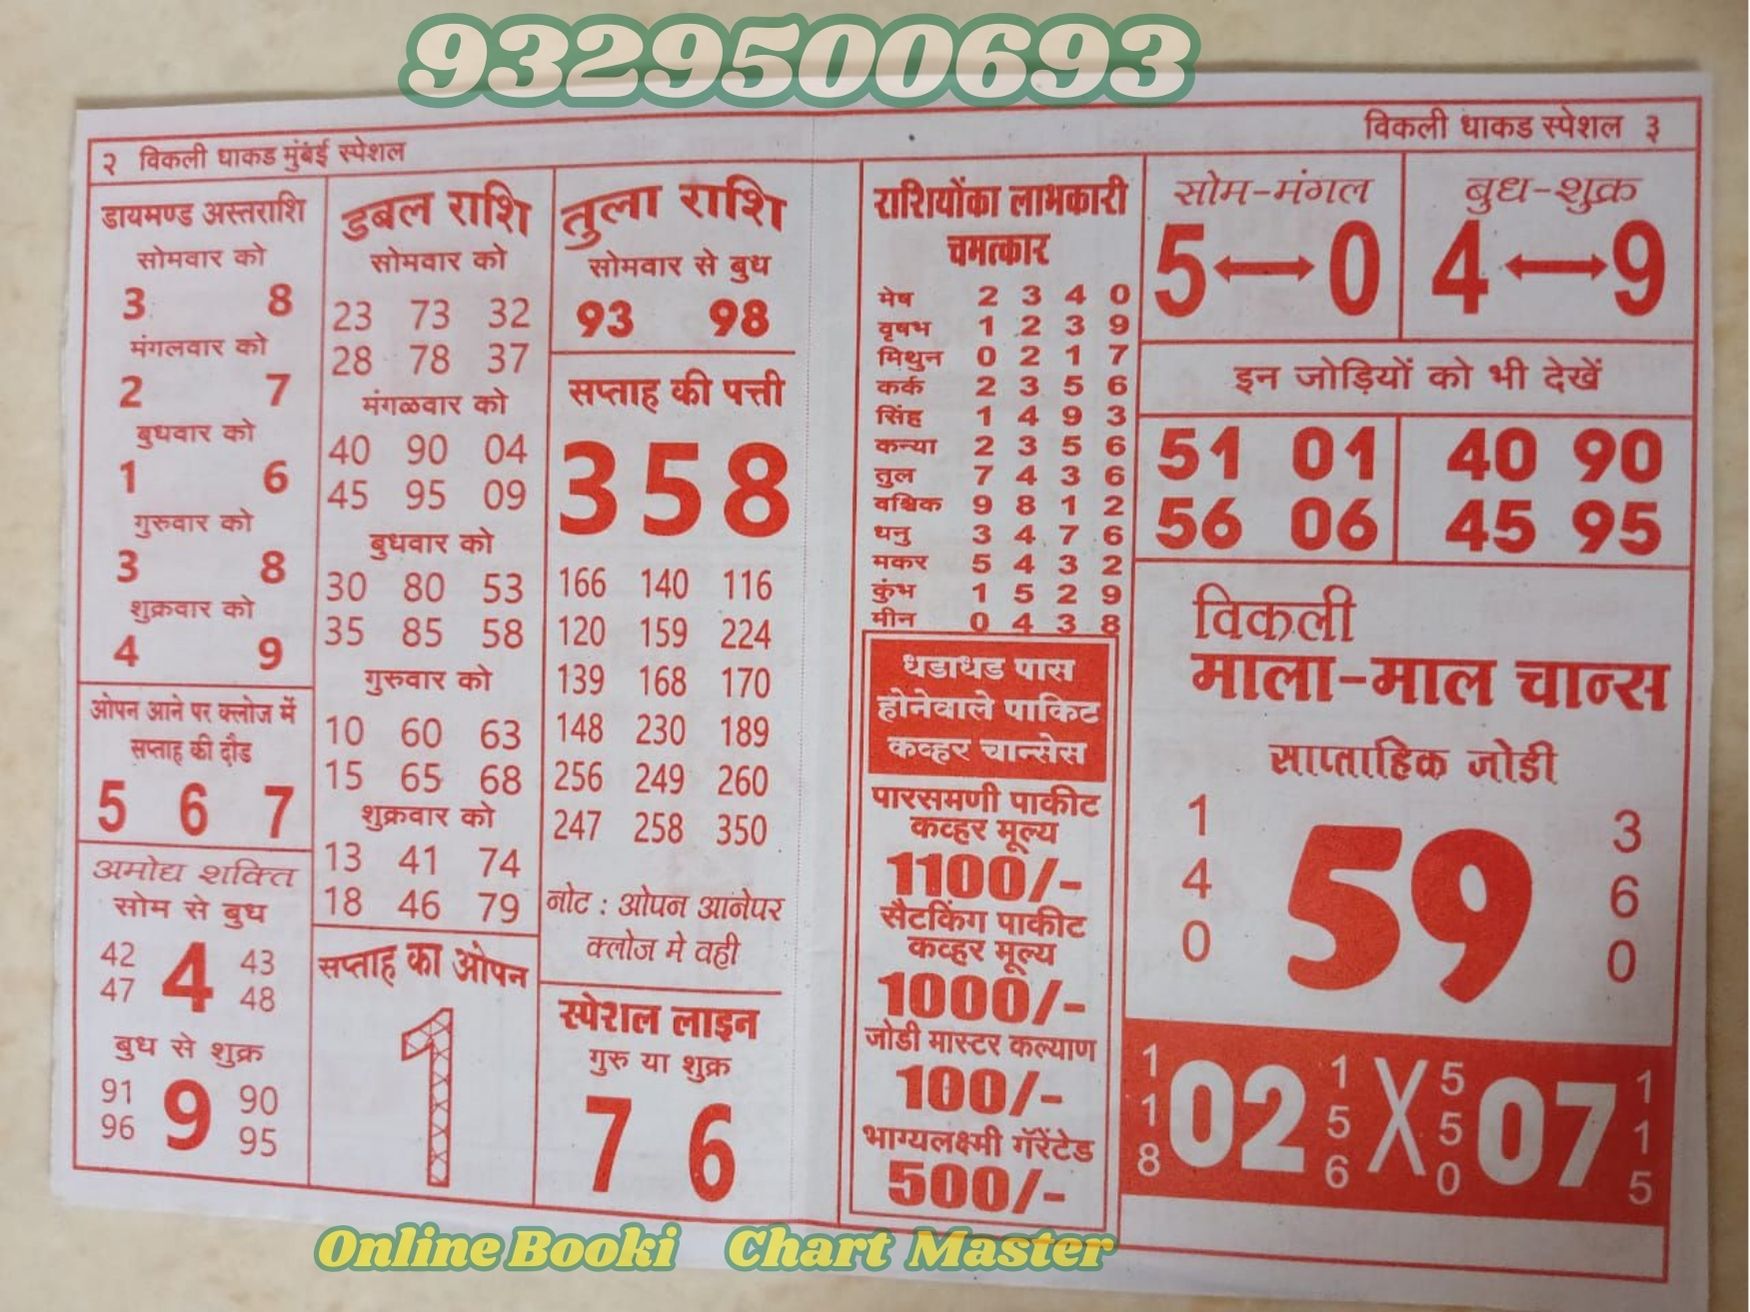 9329500693
२ विकली धाकड मुंबई स्पेशल
डायमण्ड अस्तराशि
सोमवार को
3 8
मंगलवार को
2 7
बुधवार को
1 6
गुरुवार को
3 8
शुक्रवार को
4 9
ओपन आने पर क्लोज में
सप्ताह की दौड
5 6 7
अमोद्य शक्ति
सोम से बुध
42 4 43
47 48
बुध से शुक्र
91 9 90
96 95
डबल राशि
सोमवार को
23 73 32
28 78 37
मंगळवार को
40 90 04
45 95 09
बुधवार को
30 80 53
35 85 58
गुरुवार को
10 60 63
15 65 68
शुक्रवार को
13 41 74
18 46 79
सप्ताह का ओपन
1
तुला राशि
सोमवार से बुध
93 98
सप्ताह की पत्ती
358
166 140 116
120 159 224
139 168 170
148 230 189
256 249 260
247 258 350
नोट : ओपन आनेपर
क्लोज मे वही
स्पेशल लाइन
गुरु या शुक्र
7 6
विकली धाकड स्पेशल ३
राशियोंका लाभकारी
चमत्कार
मेष 2 3 4 0
वृषभ 1 2 3 9
मिथुन 0 2 1 7
कर्क 2 3 5 6
सिंह 1 4 9 3
कन्या 2 3 5 6
तुल 7 4 3 6
वश्चिक 9 8 1 2
धनु 3 4 7 6
मकर 5 4 3 2
कुंभ 1 5 2 9
मीन 0 4 3 8
धडाधड पास
होनेवाले पाकिट
कव्हर चान्सेस
पारसमणी पाकीट
कव्हर मूल्य
1100/-
सैटकिंग पाकीट
कव्हर मूल्य
1000/-
जोडी मास्टर कल्याण
100/-
भाग्यलक्ष्मी गॅरेंटेड
500/-
सोम-मंगल
5↔0
बुध-शुक्र
4↔9
इन जोड़ियों को भी देखें
51 01 40 90
56 06 45 95
विकली
माला-माल चान्स
साप्ताहिक जोडी
1 3
4 59 6
0 0
1 1 5 1
1 02 5 X 5 07 1
8 6 0 5
Online Booki Chart Master